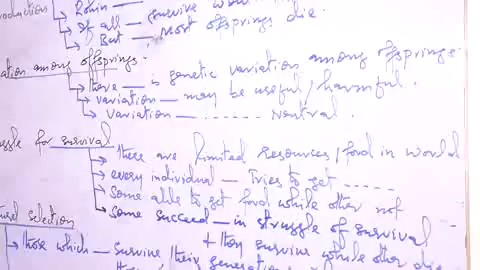 oduction
Robin —
If all — survive
But — most offsprings die.
ation among offsprings
there — is genetic variation among offsprings.
variation — may be useful / harmful.
variation — ------ Neutral.
ggle for survival
there are limited resources / food in world
every individual — Tries to get -----
Some able to get food while other not
Some succeed — in struggle of survival
ural selection
+ they survive while other die
those which — survive, their generation